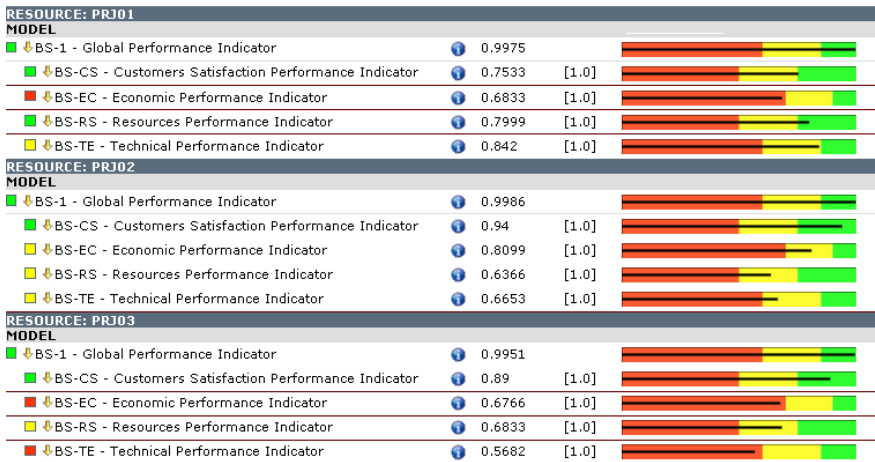 RESOURCE: PRJ01
MODEL
BS-1 - Global Performance Indicator 0.9975
BS-CS - Customers Satisfaction Performance Indicator 0.7533 [1.0]
BS-EC - Economic Performance Indicator 0.6833 [1.0]
BS-RS - Resources Performance Indicator 0.7999 [1.0]
BS-TE - Technical Performance Indicator 0.842 [1.0]
RESOURCE: PRJ02
MODEL
BS-1 - Global Performance Indicator 0.9986
BS-CS - Customers Satisfaction Performance Indicator 0.94 [1.0]
BS-EC - Economic Performance Indicator 0.8099 [1.0]
BS-RS - Resources Performance Indicator 0.6366 [1.0]
BS-TE - Technical Performance Indicator 0.6653 [1.0]
RESOURCE: PRJ03
MODEL
BS-1 - Global Performance Indicator 0.9951
BS-CS - Customers Satisfaction Performance Indicator 0.89 [1.0]
BS-EC - Economic Performance Indicator 0.6766 [1.0]
BS-RS - Resources Performance Indicator 0.6833 [1.0]
BS-TE - Technical Performance Indicator 0.5682 [1.0]